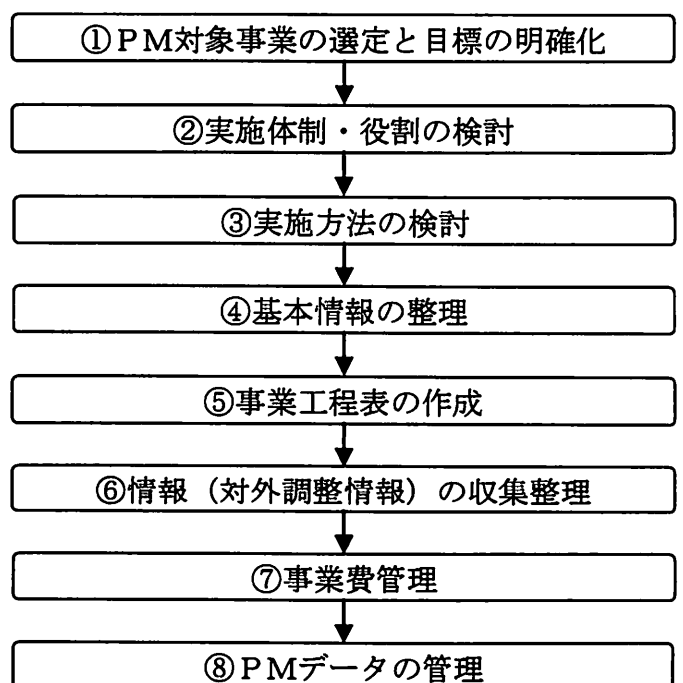 ①ＰＭ対象事業の選定と目標の明確化
②実施体制・役割の検討
③実施方法の検討
④基本情報の整理
⑤事業工程表の作成
⑥情報（対外調整情報）の収集整理
⑦事業費管理
⑧ＰＭデータの管理